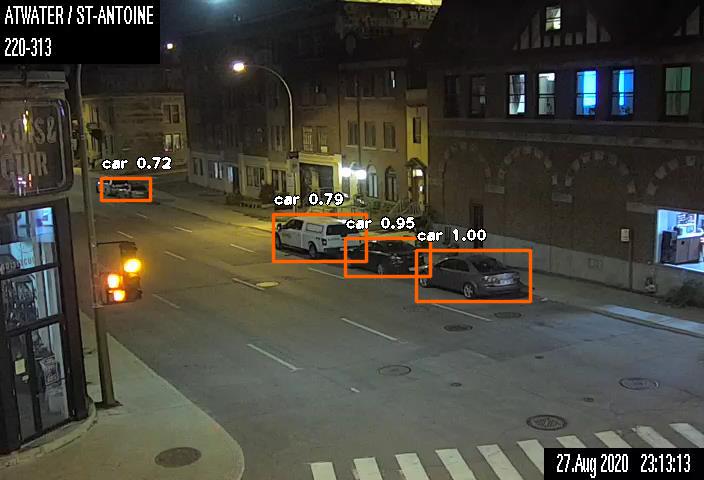 ATWATER / ST-ANTOINE
220-313
car 0.72
car 0.79
car 0.95
car 1.00
27.Aug 2020 23:13:13